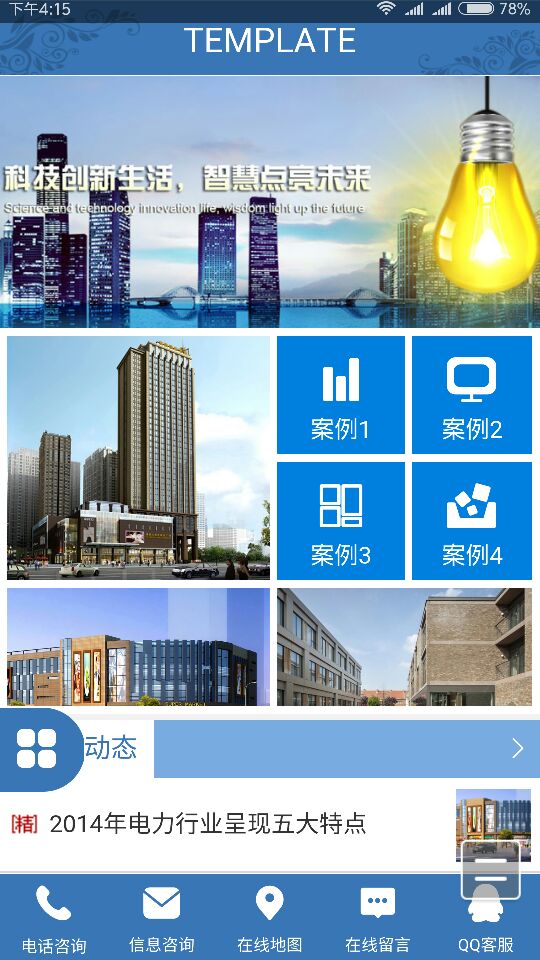 下午4:15
78%
TEMPLATE
科技创新生活，智慧点亮未来
Science and technology innovation life, wisdom light up the future
案例1
案例2
案例3
案例4
动态
[精] 2014年电力行业呈现五大特点
电话咨询
信息咨询
在线地图
在线留言
QQ客服